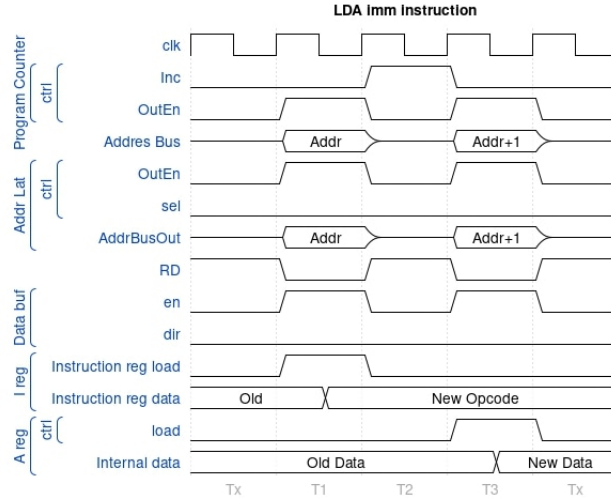 LDA imm instruction
clk
Program Counter
ctrl
Inc
OutEn
Addres Bus Addr Addr+1
Addr Lat
ctrl
OutEn
sel
AddrBusOut Addr Addr+1
RD
Data buf
en
dir
I reg
Instruction reg load
Instruction reg data Old New Opcode
A reg
ctrl
load
Internal data Old Data New Data
Tx T1 T2 T3 Tx